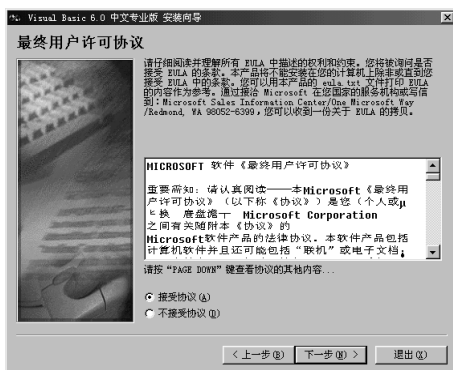 Visual Basic 6.0 中文专业版 安装向导
最终用户许可协议
请仔细阅读并理解所有 EULA 中描述的权利和约束。您将被询问是否
接受 EULA 的条款。本产品将不能安装在您的计算机上除非或直到您
接受 EULA 中的条款。您可以用本产品的 eula.txt 文件打印 EULA
的内容作为参考。通过接洽 Microsoft 在您国家的服务机构或写信
到：Microsoft Sales Information Center/One Microsoft Way
/Redmond, WA 98052-6399，您可以收到一份关于 EULA 的拷贝。
MICROSOFT 软件《最终用户许可协议》
重要须知：请认真阅读——本Microsoft《最终用
户许可协议》（以下称《协议》）是您（个人或μ
换 度盘滬 Microsoft Corporation
之间有关随附本《协议》的
Microsoft软件产品的法律协议。本软件产品包括
计算机软件并且还可能包括“联机”或电子文档；
请按“PAGE DOWN”键查看协议的其他内容...
接受协议(A)
不接受协议(D)
< 上一步(B)
下一步(N) >
退出(X)